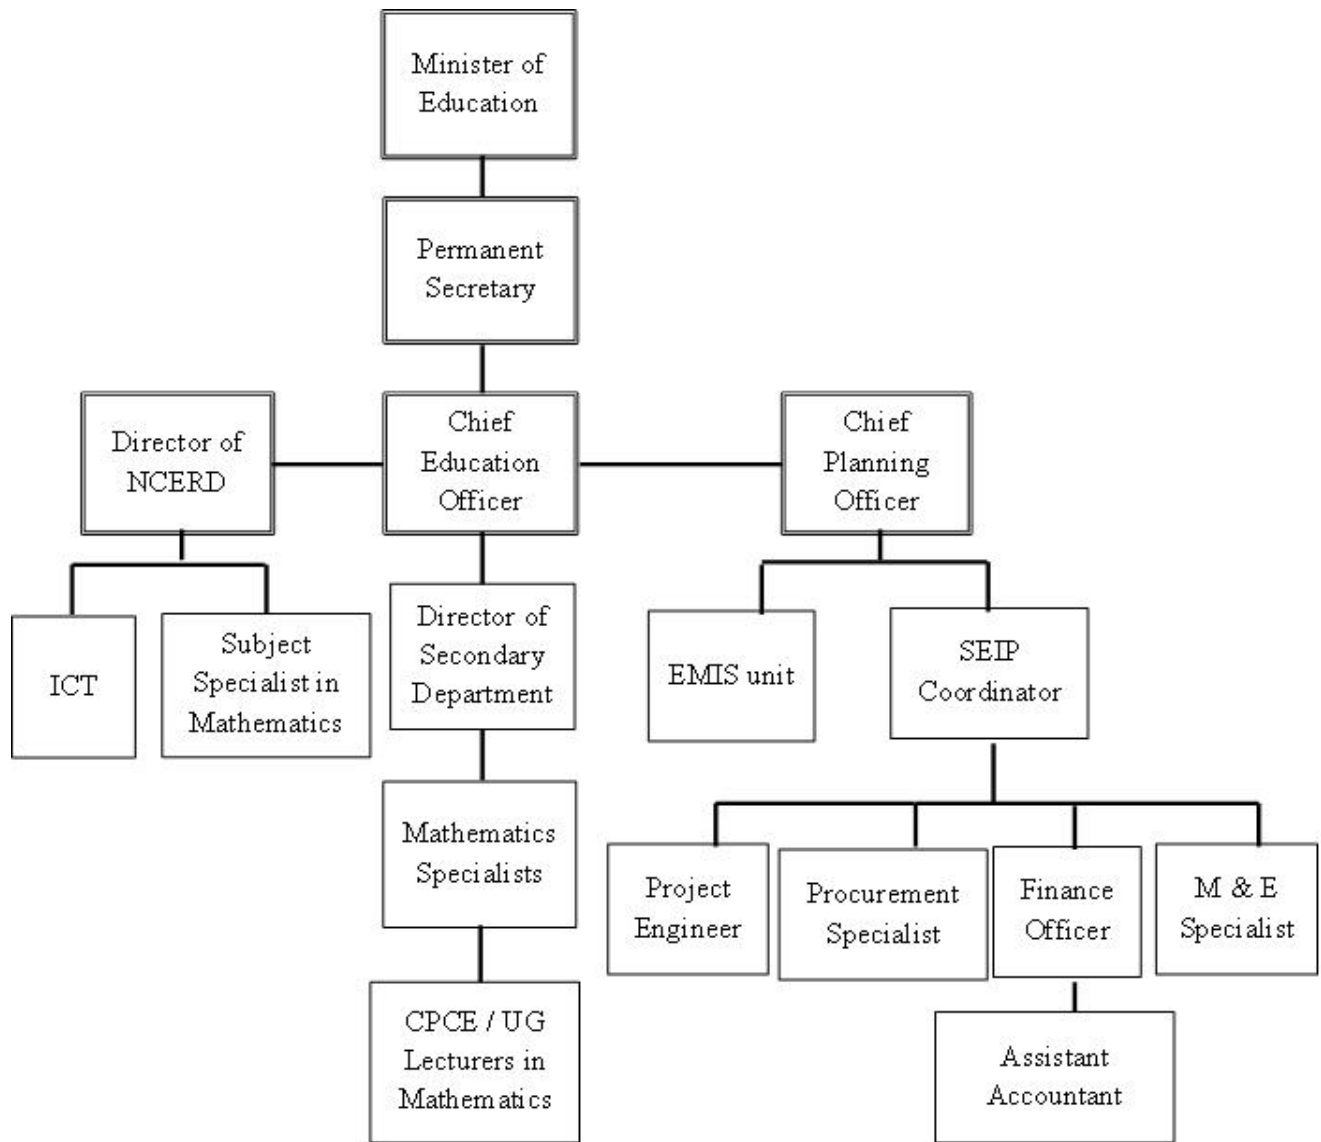 Minister of
Education
Permanent
Secretary
Director of
NCERD
Chief
Education
Officer
Chief
Planning
Officer
ICT
Subject
Specialist in
Mathematics
Director of
Secondary
Department
EMIS unit
SEIP
Coordinator
Mathematics
Specialists
Project
Engineer
Procurement
Specialist
Finance
Officer
M & E
Specialist
CPCE / UG
Lecturers in
Mathematics
Assistant
Accountant